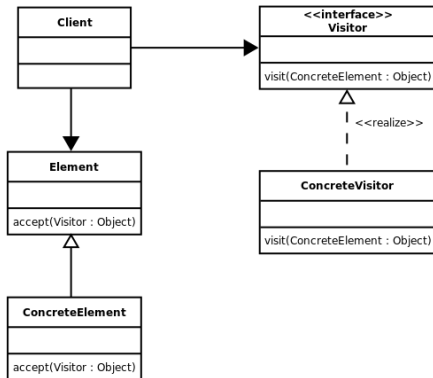 Client
<<interface>>
Visitor
visit(ConcreteElement : Object)
<<realize>>
Element
accept(Visitor : Object)
ConcreteVisitor
visit(ConcreteElement : Object)
ConcreteElement
accept(Visitor : Object)